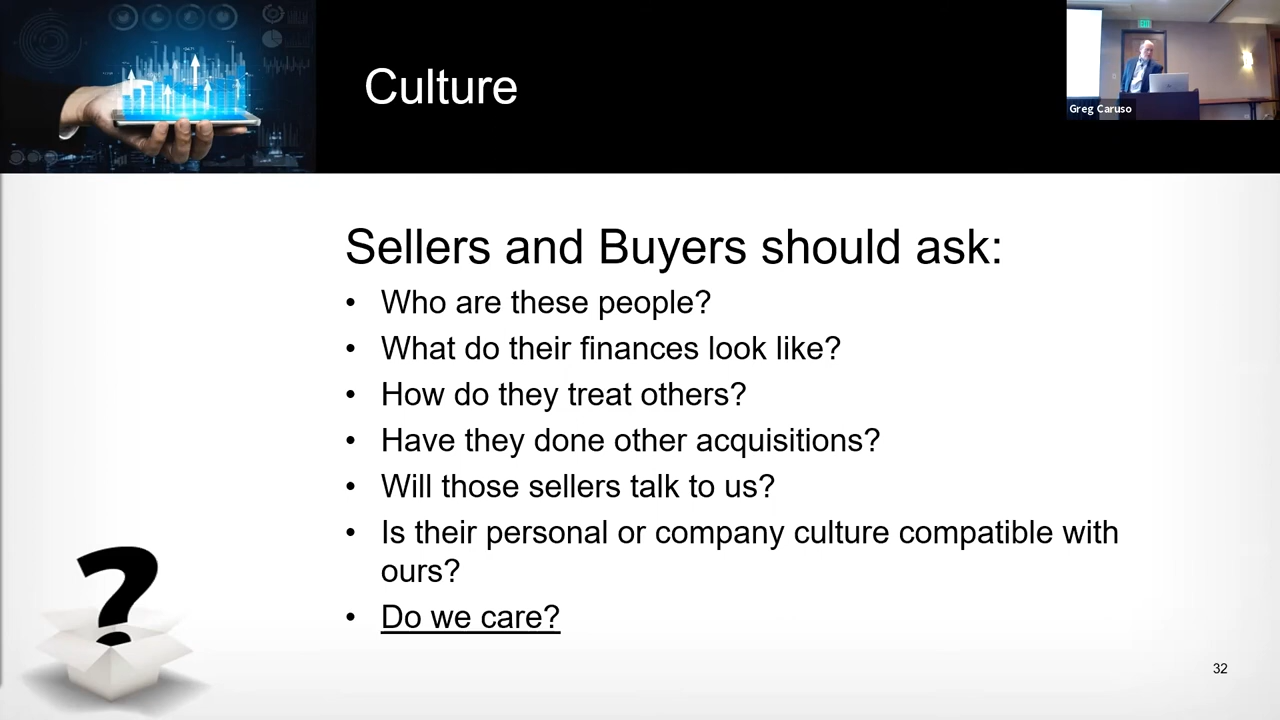 Culture
Greg Caruso
Sellers and Buyers should ask:
• Who are these people?
• What do their finances look like?
• How do they treat others?
• Have they done other acquisitions?
• Will those sellers talk to us?
• Is their personal or company culture compatible with
ours?
• Do we care?
?
32